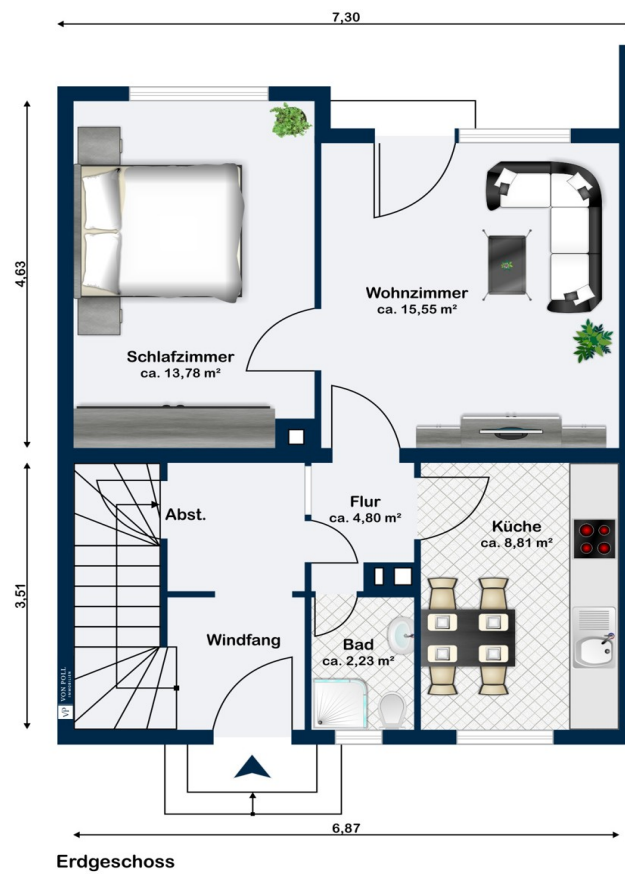 7,30
4,63
Wohnzimmer
ca. 15,55 m²
Schlafzimmer
ca. 13,78 m²
3,51
Abst.
Flur
ca. 4,80 m²
Küche
ca. 8,81 m²
Windfang
Bad
ca. 2,23 m²
VP VON POLL
IMMOBILIEN
6,87
Erdgeschoss